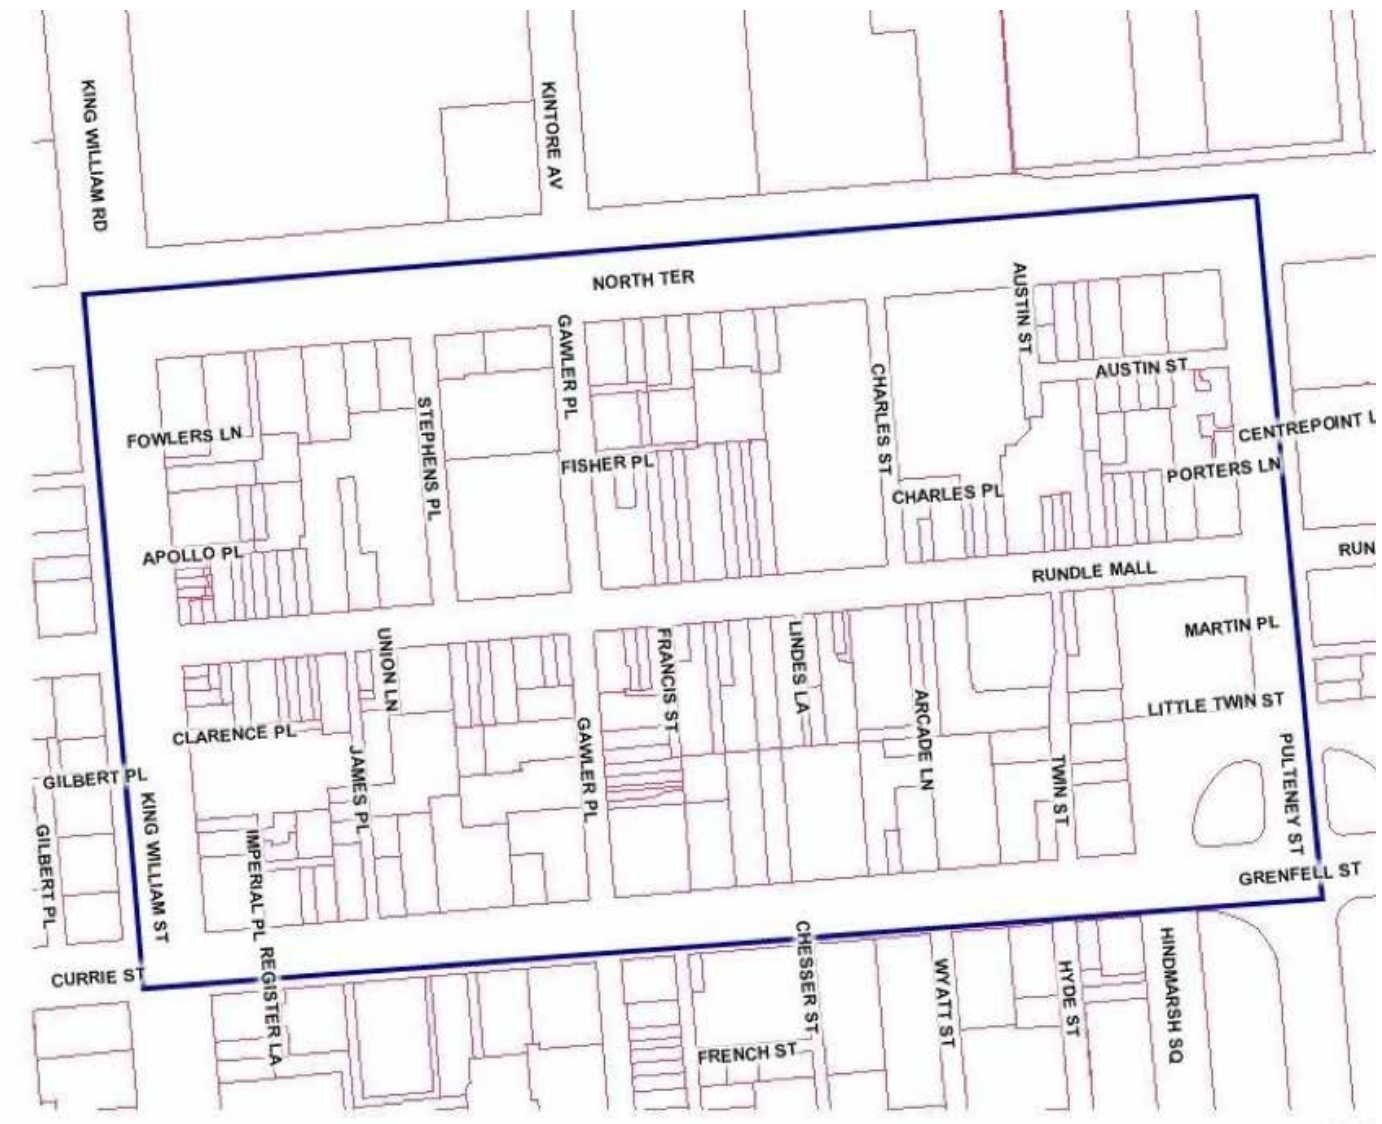 KING WILLIAM RD
KINTORE AV
NORTH TER
AUSTIN ST
GAWLER PL
AUSTIN ST
CHARLES ST
STEPHENS PL
FOWLERS LN
CENTREPOINT L
FISHER PL
PORTERS LN
CHARLES PL
APOLLO PL
RUNDLE MALL
RUN
UNION LN
FRANCIS ST
LINDES LA
MARTIN PL
ARCADE LN
LITTLE TWIN ST
CLARENCE PL
GAWLER PL
JAMES PL
TWIN ST
PULTENEY ST
GILBERT PL
KING WILLIAM ST
GILBERT PL
IMPERIAL PL
GRENFELL ST
CURRIE ST
REGISTER LA
CHESSER ST
WYATT ST
HYDE ST
HINDMARSH SQ
FRENCH ST